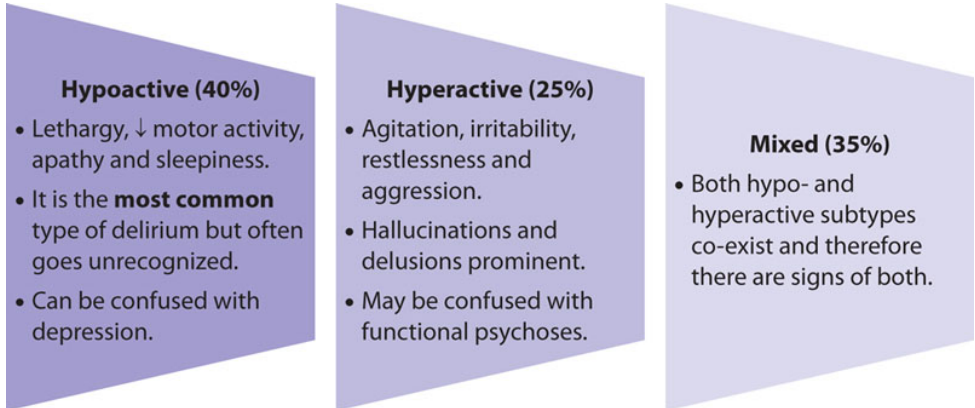 Hypoactive (40%)
• Lethargy, ↓ motor activity,
apathy and sleepiness.
• It is the most common
type of delirium but often
goes unrecognized.
• Can be confused with
depression.
Hyperactive (25%)
• Agitation, irritability,
restlessness and
aggression.
• Hallucinations and
delusions prominent.
• May be confused with
functional psychoses.
Mixed (35%)
• Both hypo- and
hyperactive subtypes
co-exist and therefore
there are signs of both.